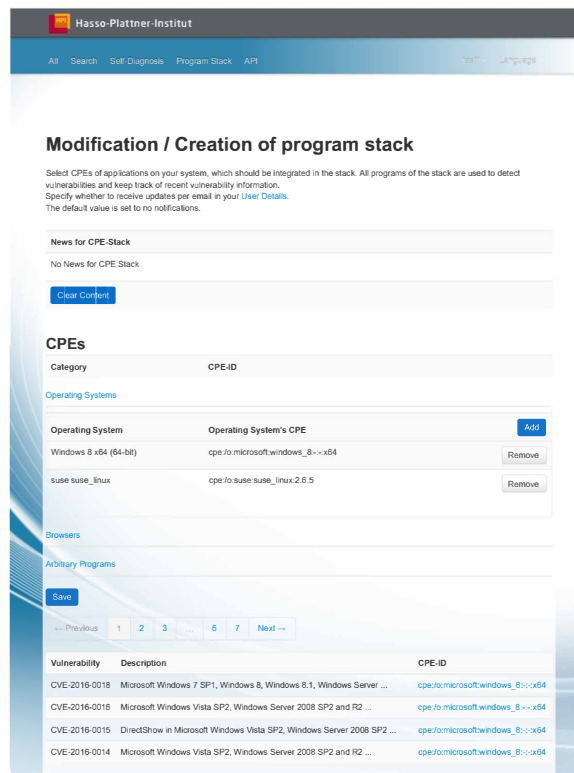 HPI Hasso-Plattner-Institut
All Search Self-Diagnosis Program Stack API Language
Modification / Creation of program stack
Select CPEs of applications on your system, which should be integrated in the stack. All programs of the stack are used to detect
vulnerabilities and keep track of recent vulnerability information.
Specify whether to receive updates per email in your User Details.
The default value is set to no notifications.
News for CPE-Stack
No News for CPE Stack
Clear Content
CPEs
Category CPE-ID
Operating Systems
Operating System Operating System's CPE Add
Windows 8 x64 (64-bit) cpe:/o:microsoft:windows_8:-:-:x64 Remove
suse suse_linux cpe:/o:suse:suse_linux:2.6.5 Remove
Browsers
Arbitrary Programs
Save
← Previous 1 2 3 ... 6 7 Next →
Vulnerability Description CPE-ID
CVE-2016-0018 Microsoft Windows 7 SP1, Windows 8, Windows 8.1, Windows Server ... cpe:/o:microsoft:windows_8:-:-:x64
CVE-2016-0016 Microsoft Windows Vista SP2, Windows Server 2008 SP2 and R2 ... cpe:/o:microsoft:windows_8:-:-:x64
CVE-2016-0015 DirectShow in Microsoft Windows Vista SP2, Windows Server 2008 SP2 ... cpe:/o:microsoft:windows_8:-:-:x64
CVE-2016-0014 Microsoft Windows Vista SP2, Windows Server 2008 SP2 and R2 ... cpe:/o:microsoft:windows_8:-:-:x64